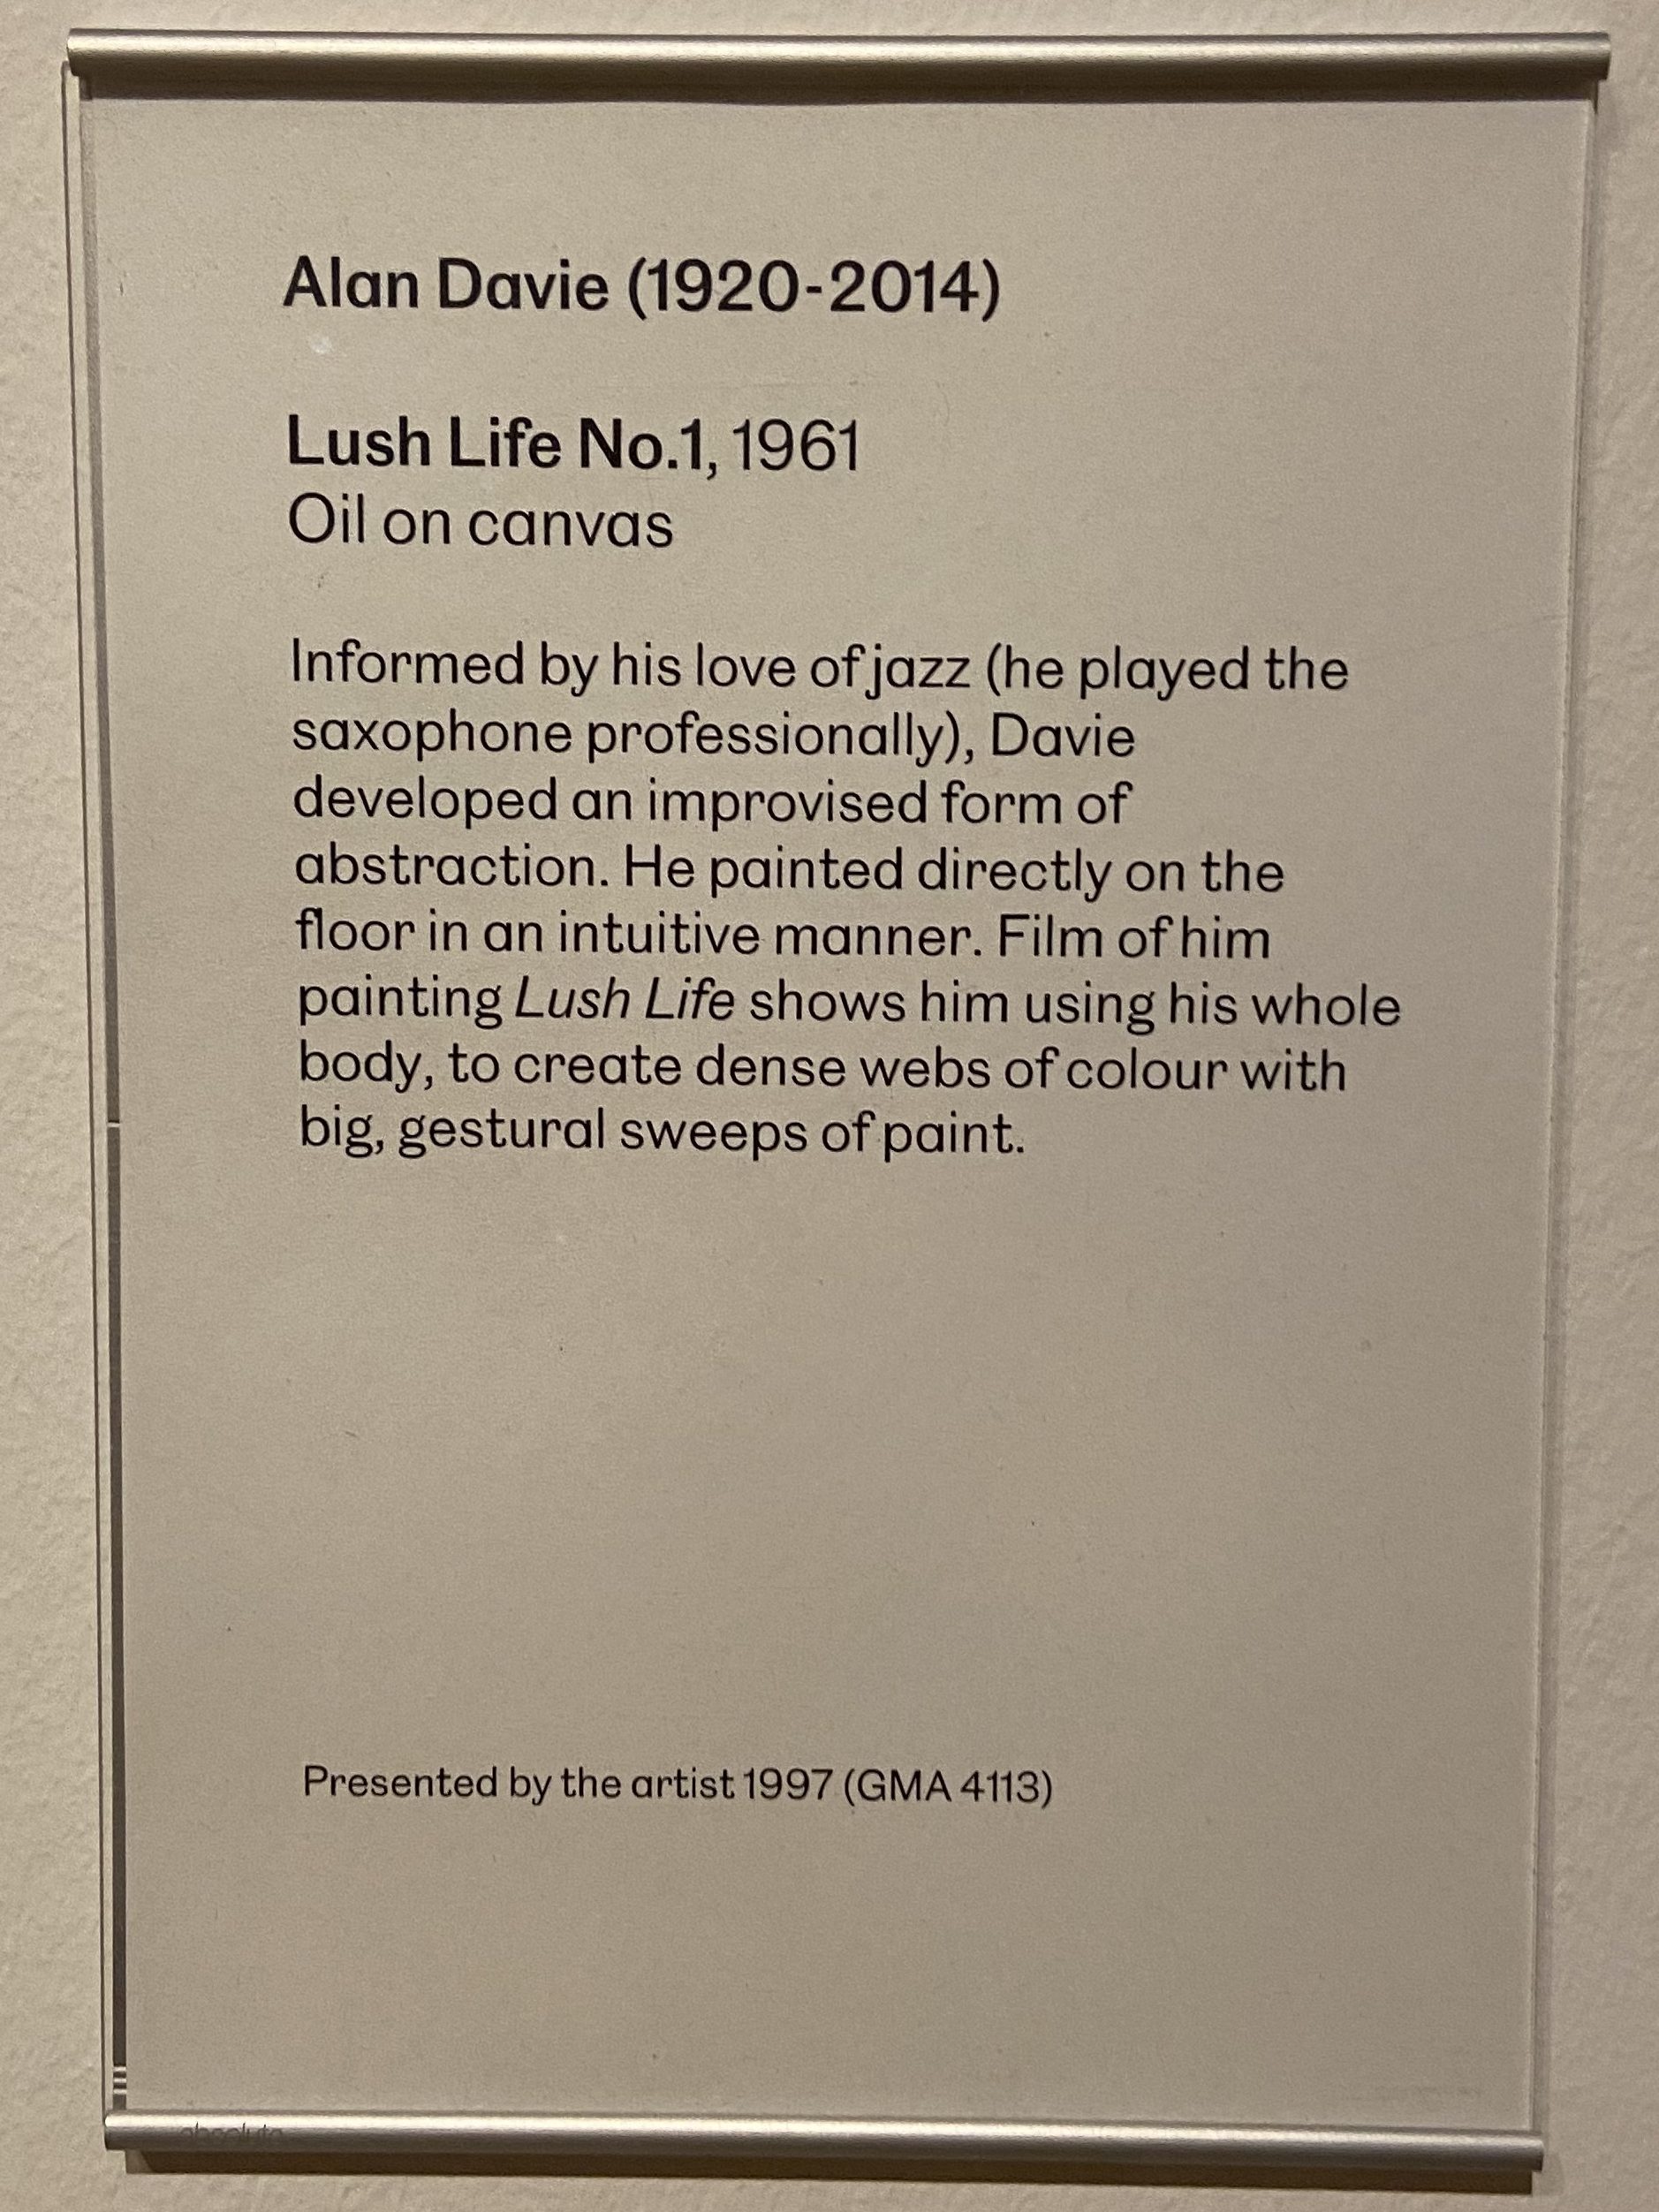 Alan Davie (1920-2014)
Lush Life No.1, 1961
Oil on canvas
Informed by his love of jazz (he played the
saxophone professionally), Davie
developed an improvised form of
abstraction. He painted directly on the
floor in an intuitive manner. Film of him
painting Lush Life shows him using his whole
body, to create dense webs of colour with
big, gestural sweeps of paint.
Presented by the artist 1997 (GMA 4113)
absolute